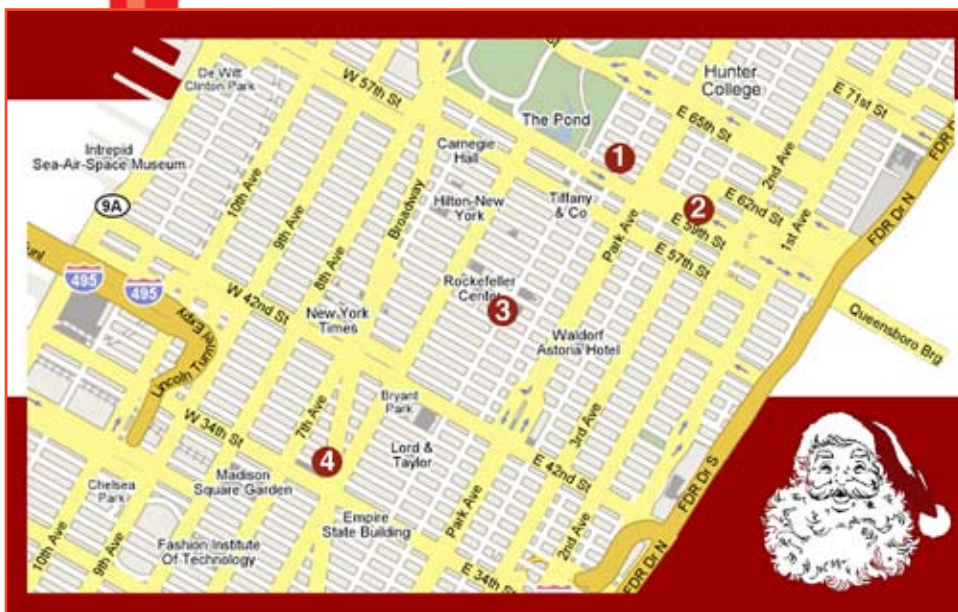 De Witt
Clinton Park
W 57th St
Hunter
College
E 71st St
E 65th St
The Pond
FDR Dr N
Intrepid
Sea-Air-Space Museum
Carnegie
Hall
1
2nd Ave
9A
10th Ave
9th Ave
Broadway
Hilton-New
York
Tiffany
& Co
Park Ave
2
E 62nd St
E 59th St
1st Ave
FDR Dr N
495
495
8th Ave
E 57th St
W 42nd St
Rockefeller
Center
3
New York
Times
Waldorf
Astoria Hotel
Queensboro Brg
Lincoln Tunnel Expy
Bryant
Park
7th Ave
3rd Ave
W 34th St
4
Lord &
Taylor
E 42nd St
Madison
Square Garden
Chelsea
Park
Empire
State Building
Park Ave
FDR Dr S
2nd Ave
10th Ave
9th Ave
Fashion Institute
Of Technology
E 34th St
FDR Dr N